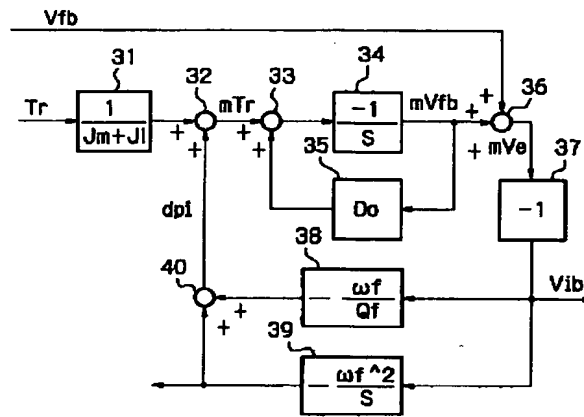 Vfb
31
34
32
33
36
Tr
1
Jm+Jl
mTr
-1
S
mVfb
+
+
+
+
+
+
mVe
37
35
Do
-1
dpi
38
40
- ωf
Qf
Vib
+
+
39
- ωf^2
S